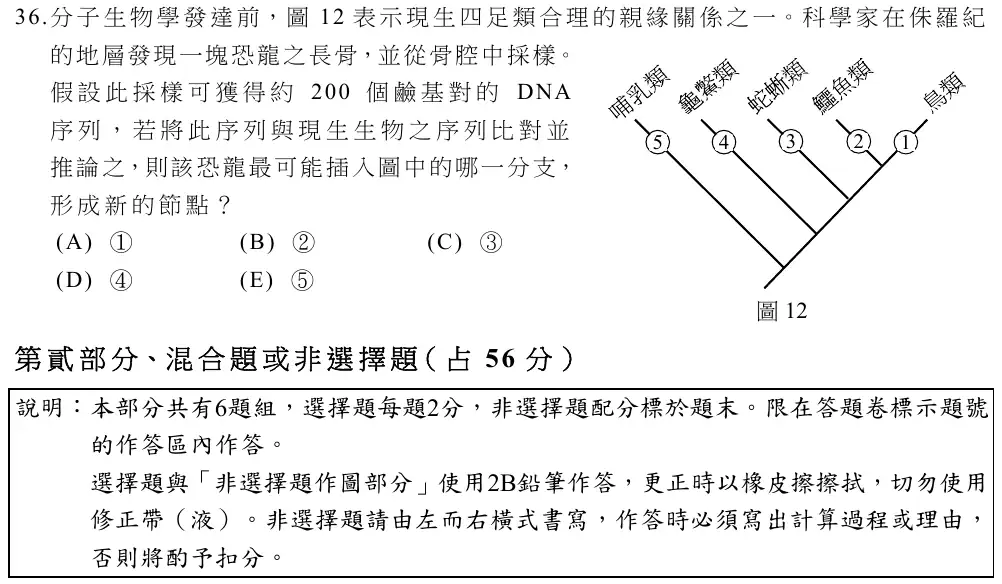 36.分子生物學發達前，圖 12 表示現生四足類合理的親緣關係之一。科學家在侏羅紀
的地層發現一塊恐龍之長骨，並從骨腔中採樣。
假設此採樣可獲得約 200 個鹼基對的 DNA
序列，若將此序列與現生生物之序列比對並
推論之，則該恐龍最可能插入圖中的哪一分支，
形成新的節點？
(A) ① (B) ② (C) ③
(D) ④ (E) ⑤
哺乳類 龜鱉類 蛇蜥類 鱷魚類 鳥類
⑤ ④ ③ ② ①
圖 12
第貳部分、混合題或非選擇題（占 56 分）
說明：本部分共有6題組，選擇題每題2分，非選擇題配分標於題末。限在答題卷標示題號
的作答區內作答。
選擇題與「非選擇題作圖部分」使用2B鉛筆作答，更正時以橡皮擦擦拭，切勿使用
修正帶（液）。非選擇題請由左而右橫式書寫，作答時必須寫出計算過程或理由，
否則將酌予扣分。